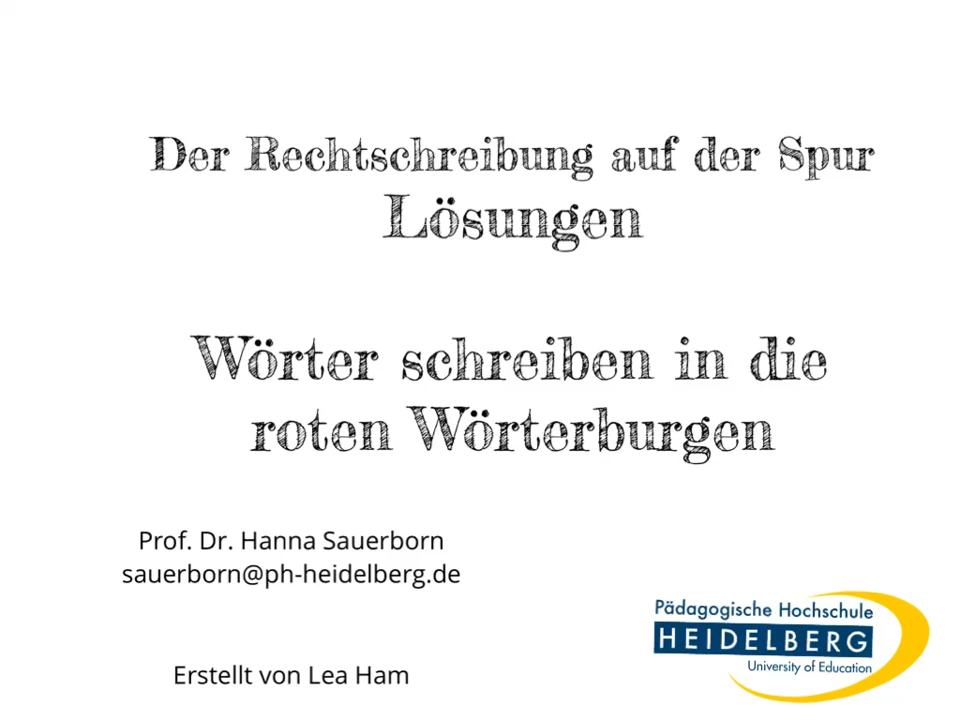 Der Rechtschreibung auf der Spur
Lösungen
Wörter schreiben in die
roten Wörterburgen
Prof. Dr. Hanna Sauerborn
sauerborn@ph-heidelberg.de
Erstellt von Lea Ham
Pädagogische Hochschule
HEIDELBERG
University of Education